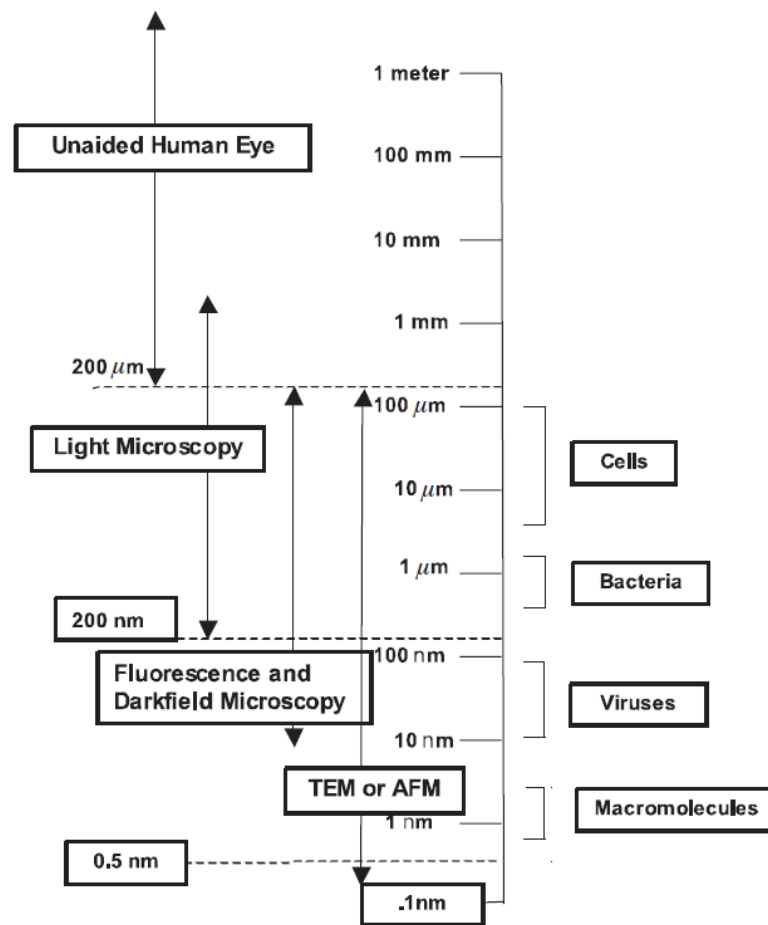 1 meter
Unaided Human Eye
100 mm
10 mm
1 mm
200 μm
100 μm
Light Microscopy
Cells
10 μm
1 μm
Bacteria
200 nm
100 nm
Fluorescence and
Darkfield Microscopy
Viruses
10 nm
TEM or AFM
Macromolecules
1 nm
0.5 nm
.1nm